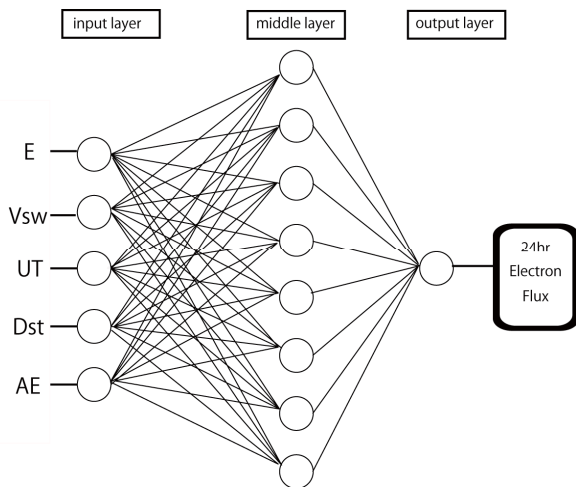 input layer
middle layer
output layer
E
Vsw
UT
Dst
AE
24hr
Electron
Flux